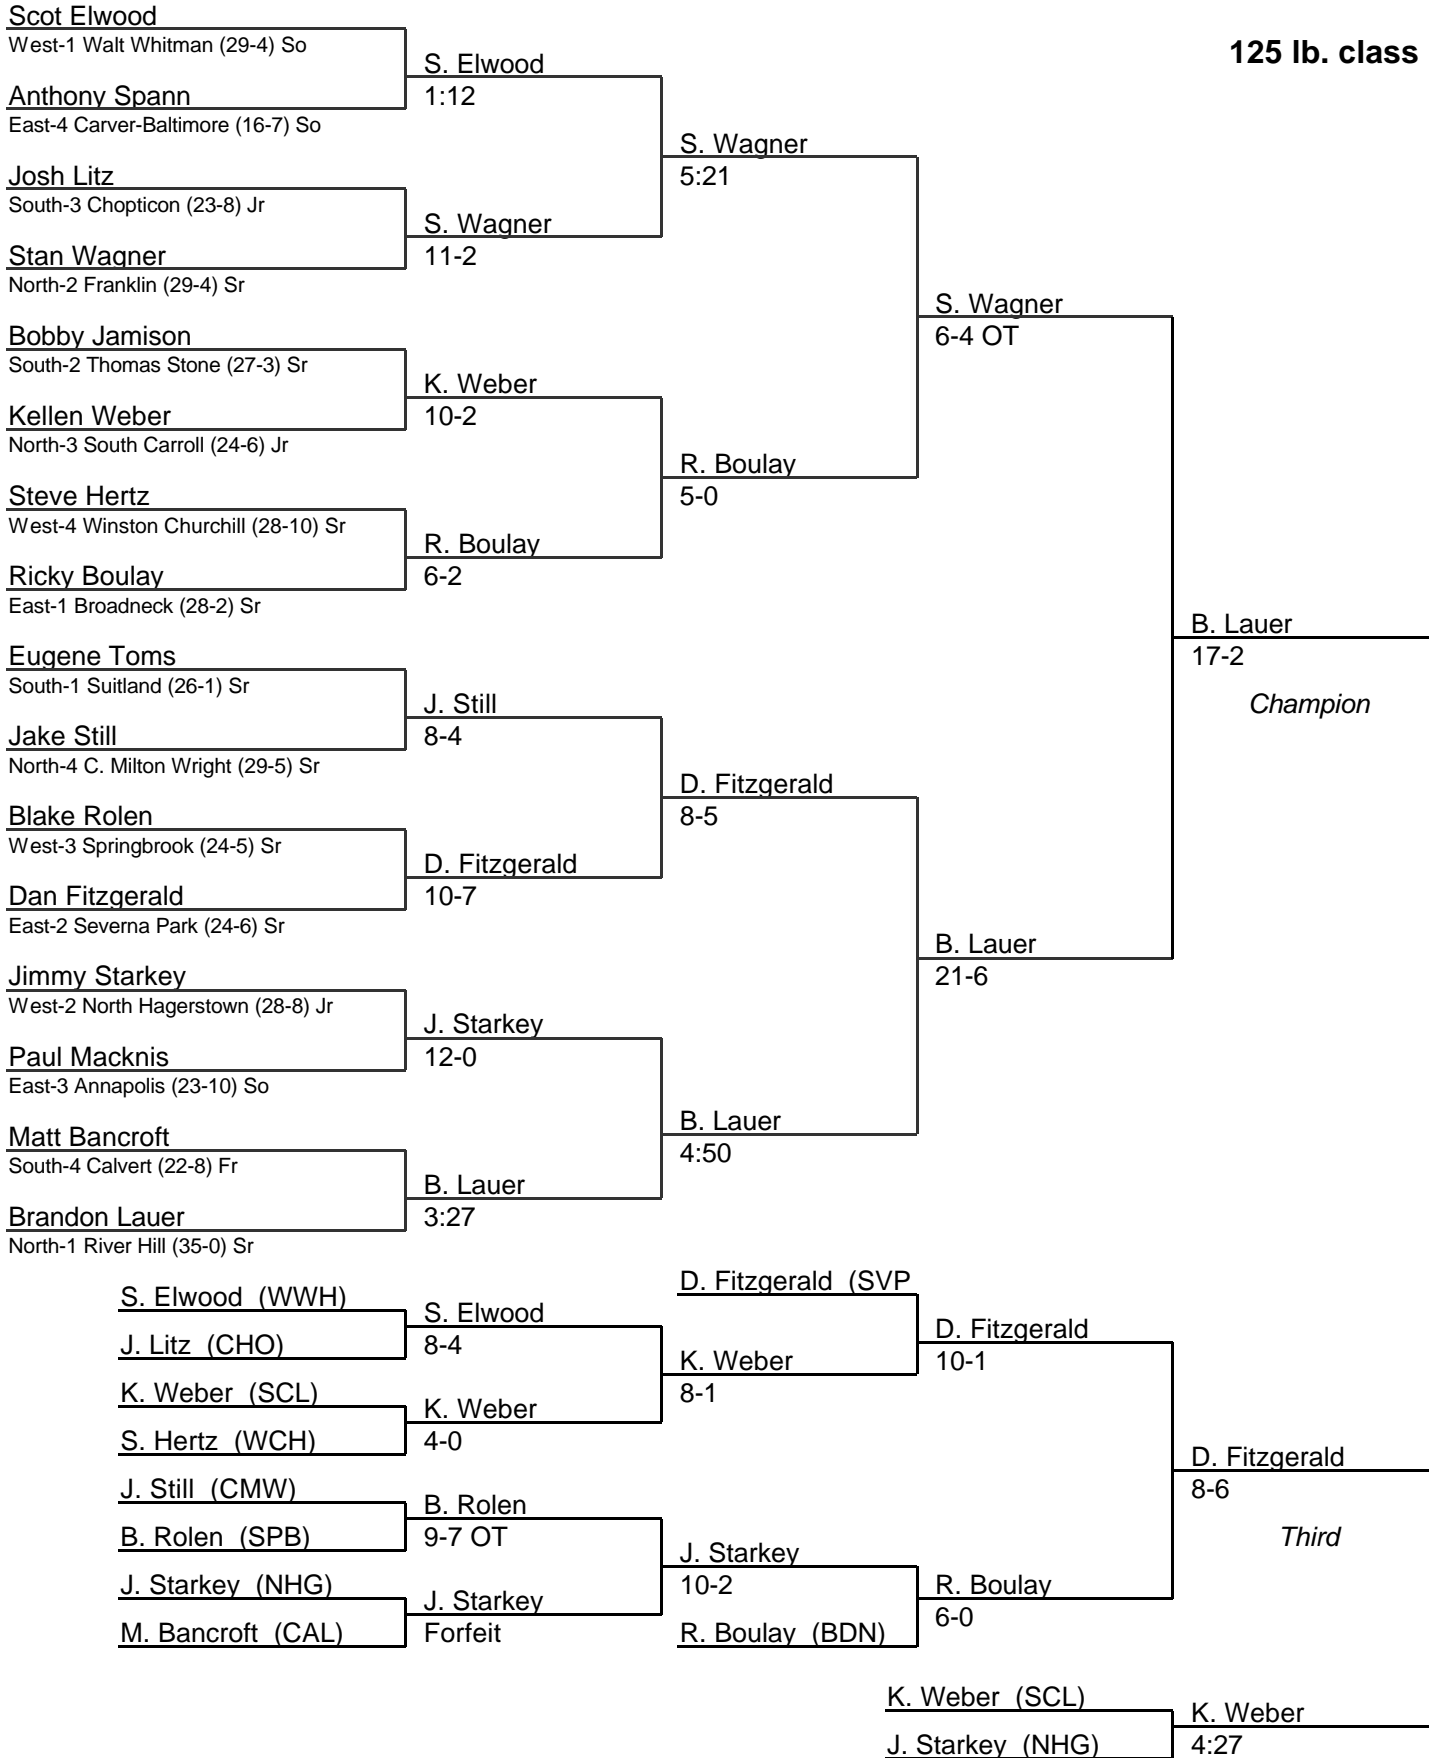 125 lb. class
Scot Elwood
West-1 Walt Whitman (29-4) So
S. Elwood
1:12
Anthony Spann
East-4 Carver-Baltimore (16-7) So
S. Wagner
5:21
Josh Litz
South-3 Chopticon (23-8) Jr
S. Wagner
11-2
Stan Wagner
North-2 Franklin (29-4) Sr
S. Wagner
6-4 OT
Bobby Jamison
South-2 Thomas Stone (27-3) Sr
K. Weber
10-2
Kellen Weber
North-3 South Carroll (24-6) Jr
R. Boulay
5-0
Steve Hertz
West-4 Winston Churchill (28-10) Sr
R. Boulay
6-2
Ricky Boulay
East-1 Broadneck (28-2) Sr
B. Lauer
17-2
Champion
Eugene Toms
South-1 Suitland (26-1) Sr
J. Still
8-4
Jake Still
North-4 C. Milton Wright (29-5) Sr
D. Fitzgerald
8-5
Blake Rolen
West-3 Springbrook (24-5) Sr
D. Fitzgerald
10-7
Dan Fitzgerald
East-2 Severna Park (24-6) Sr
B. Lauer
21-6
Jimmy Starkey
West-2 North Hagerstown (28-8) Jr
J. Starkey
12-0
Paul Macknis
East-3 Annapolis (23-10) So
B. Lauer
4:50
Matt Bancroft
South-4 Calvert (22-8) Fr
B. Lauer
3:27
Brandon Lauer
North-1 River Hill (35-0) Sr
D. Fitzgerald (SVP
S. Elwood (WWH)
S. Elwood
8-4
J. Litz (CHO)
D. Fitzgerald
10-1
K. Weber
8-1
K. Weber (SCL)
K. Weber
4-0
S. Hertz (WCH)
D. Fitzgerald
8-6
Third
J. Still (CMW)
B. Rolen
9-7 OT
B. Rolen (SPB)
J. Starkey
10-2
J. Starkey (NHG)
J. Starkey
Forfeit
M. Bancroft (CAL)
R. Boulay
6-0
R. Boulay (BDN)
K. Weber (SCL)
K. Weber
4:27
J. Starkey (NHG)